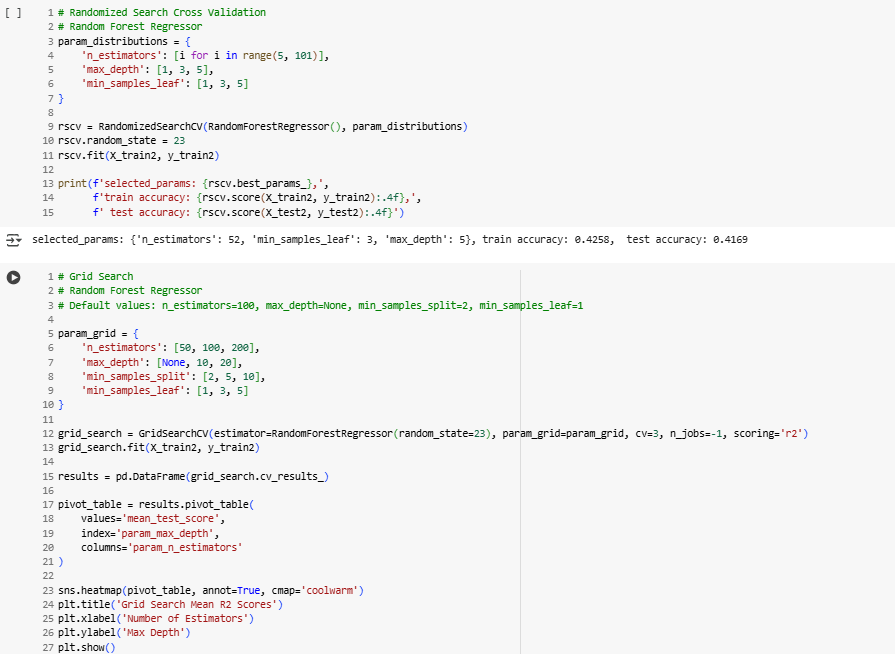 [ ] 1 # Randomized Search Cross Validation
2 # Random Forest Regressor
3 param_distributions = {
4     'n_estimators': [i for i in range(5, 101)],
5     'max_depth': [1, 3, 5],
6     'min_samples_leaf': [1, 3, 5]
7 }
8
9 rscv = RandomizedSearchCV(RandomForestRegressor(), param_distributions)
10 rscv.random_state = 23
11 rscv.fit(X_train2, y_train2)
12
13 print(f'selected_params: {rscv.best_params_},',
14       f'train accuracy: {rscv.score(X_train2, y_train2):.4f},',
15       f' test accuracy: {rscv.score(X_test2, y_test2):.4f}')
selected_params: {'n_estimators': 52, 'min_samples_leaf': 3, 'max_depth': 5}, train accuracy: 0.4258,  test accuracy: 0.4169
1 # Grid Search
2 # Random Forest Regressor
3 # Default values: n_estimators=100, max_depth=None, min_samples_split=2, min_samples_leaf=1
4
5 param_grid = {
6     'n_estimators': [50, 100, 200],
7     'max_depth': [None, 10, 20],
8     'min_samples_split': [2, 5, 10],
9     'min_samples_leaf': [1, 3, 5]
10 }
11
12 grid_search = GridSearchCV(estimator=RandomForestRegressor(random_state=23), param_grid=param_grid, cv=3, n_jobs=-1, scoring='r2')
13 grid_search.fit(X_train2, y_train2)
14
15 results = pd.DataFrame(grid_search.cv_results_)
16
17 pivot_table = results.pivot_table(
18     values='mean_test_score',
19     index='param_max_depth',
20     columns='param_n_estimators'
21 )
22
23 sns.heatmap(pivot_table, annot=True, cmap='coolwarm')
24 plt.title('Grid Search Mean R2 Scores')
25 plt.xlabel('Number of Estimators')
26 plt.ylabel('Max Depth')
27 plt.show()